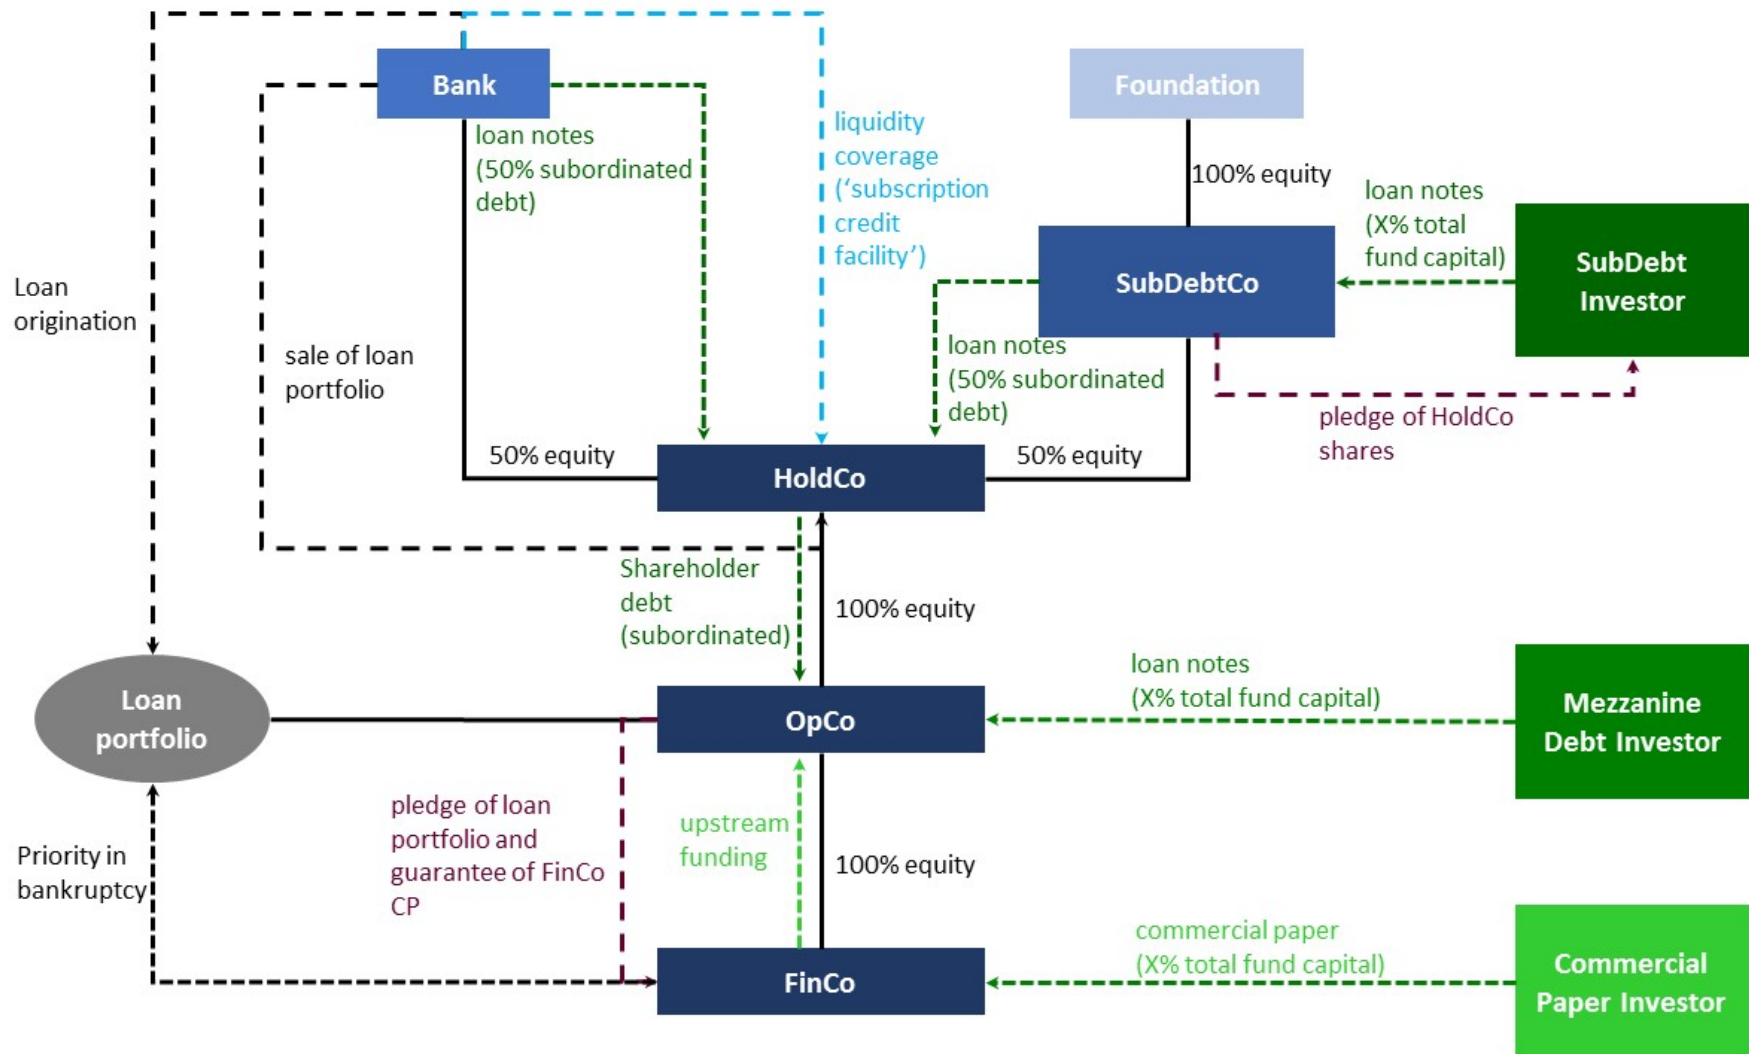 Bank
Foundation
loan notes
(50% subordinated
debt)
liquidity
coverage
(‘subscription
credit
facility’)
100% equity
loan notes
(X% total
fund capital)
SubDebt
Investor
SubDebtCo
Loan
origination
sale of loan
portfolio
loan notes
(50% subordinated
debt)
pledge of HoldCo
shares
50% equity
HoldCo
50% equity
Shareholder
debt
(subordinated)
100% equity
loan notes
(X% total fund capital)
Loan
portfolio
OpCo
Mezzanine
Debt Investor
pledge of loan
portfolio and
guarantee of FinCo
CP
upstream
funding
100% equity
Priority in
bankruptcy
commercial paper
(X% total fund capital)
FinCo
Commercial
Paper Investor